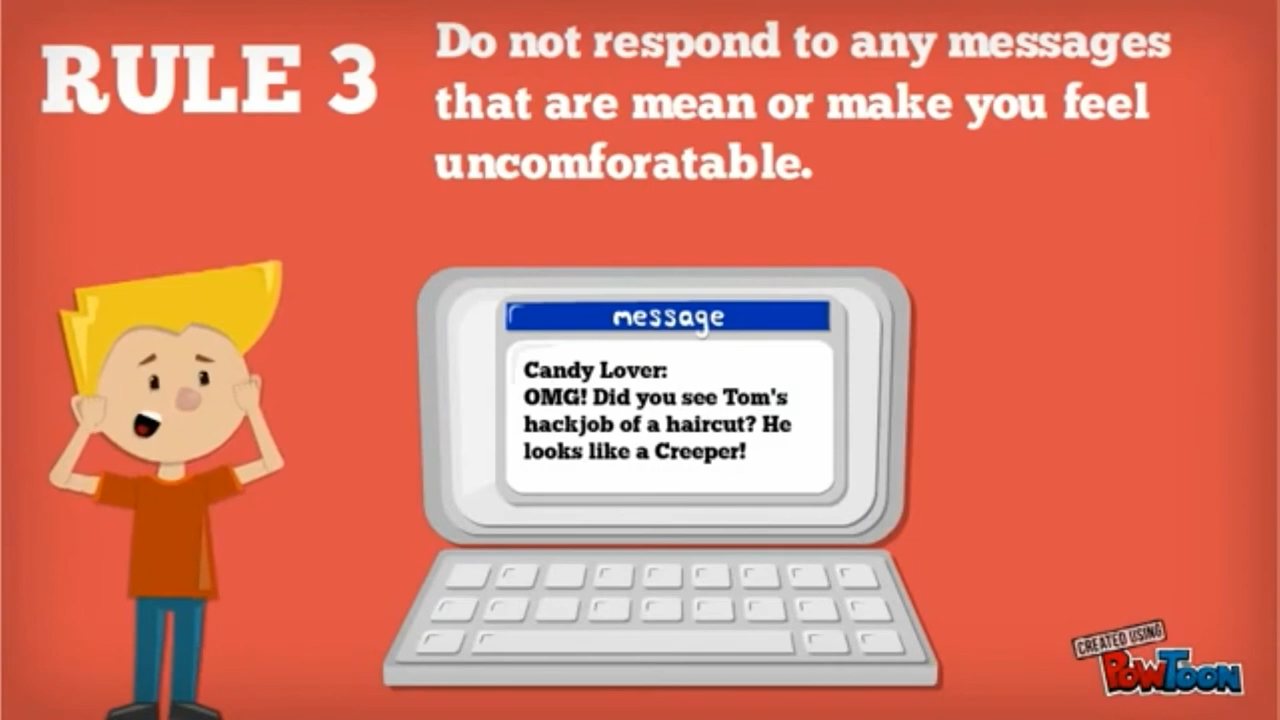 RULE 3
Do not respond to any messages
that are mean or make you feel
uncomforatable.
message
Candy Lover:
OMG! Did you see Tom's
hackjob of a haircut? He
looks like a Creeper!
CREATED USING
POWTOON